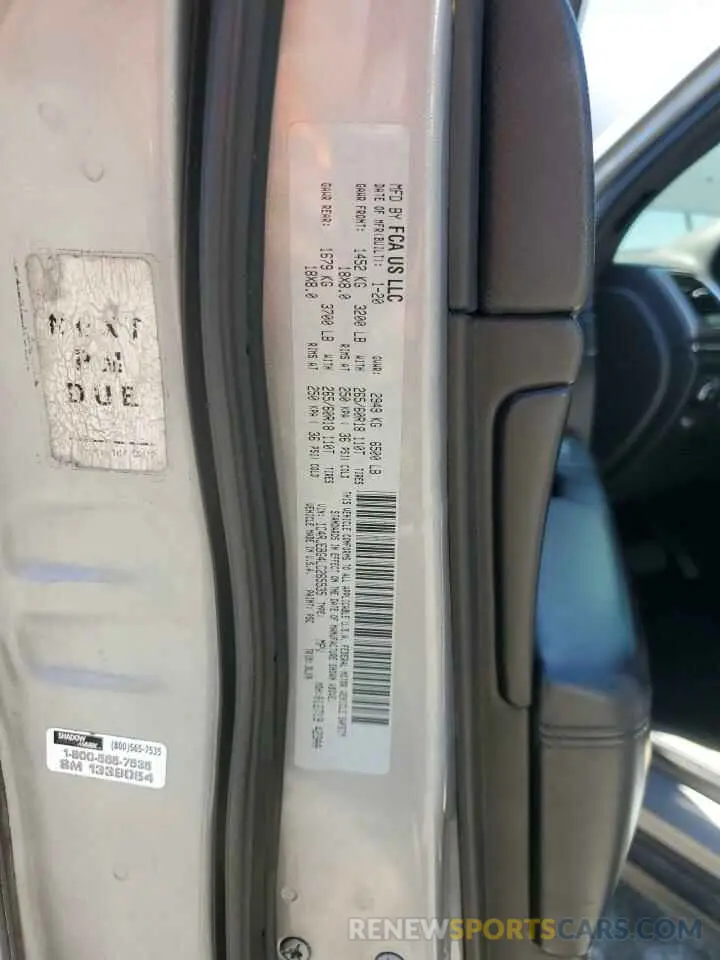 MFD BY FCA US LLC
DATE OF MFR(BUILT): 1-20
GVWR: 2949 KG 6500 LB
GAWR FRONT: 1452 KG 3200 LB WITH 265/60R18 110T TIRES
18X8.0 RIMS AT 250 KPA ( 36 PSI) COLD
GAWR REAR: 1679 KG 3700 LB WITH 265/60R18 110T TIRES
18X8.0 RIMS AT 250 KPA ( 36 PSI) COLD
THIS VEHICLE CONFORMS TO ALL APPLICABLE U.S.A. FEDERAL MOTOR VEHICLE SAFETY
STANDARDS IN EFFECT ON THE DATE OF MANUFACTURE SHOWN ABOVE.
VIN: TYPE: MPV
VEHICLE MADE IN U.S.A. PAINT:
NEXT
PM
DUE
SHADOW
MARK (800)565-7535
1-800-565-7535
RENEWSPORTSCARS.COM